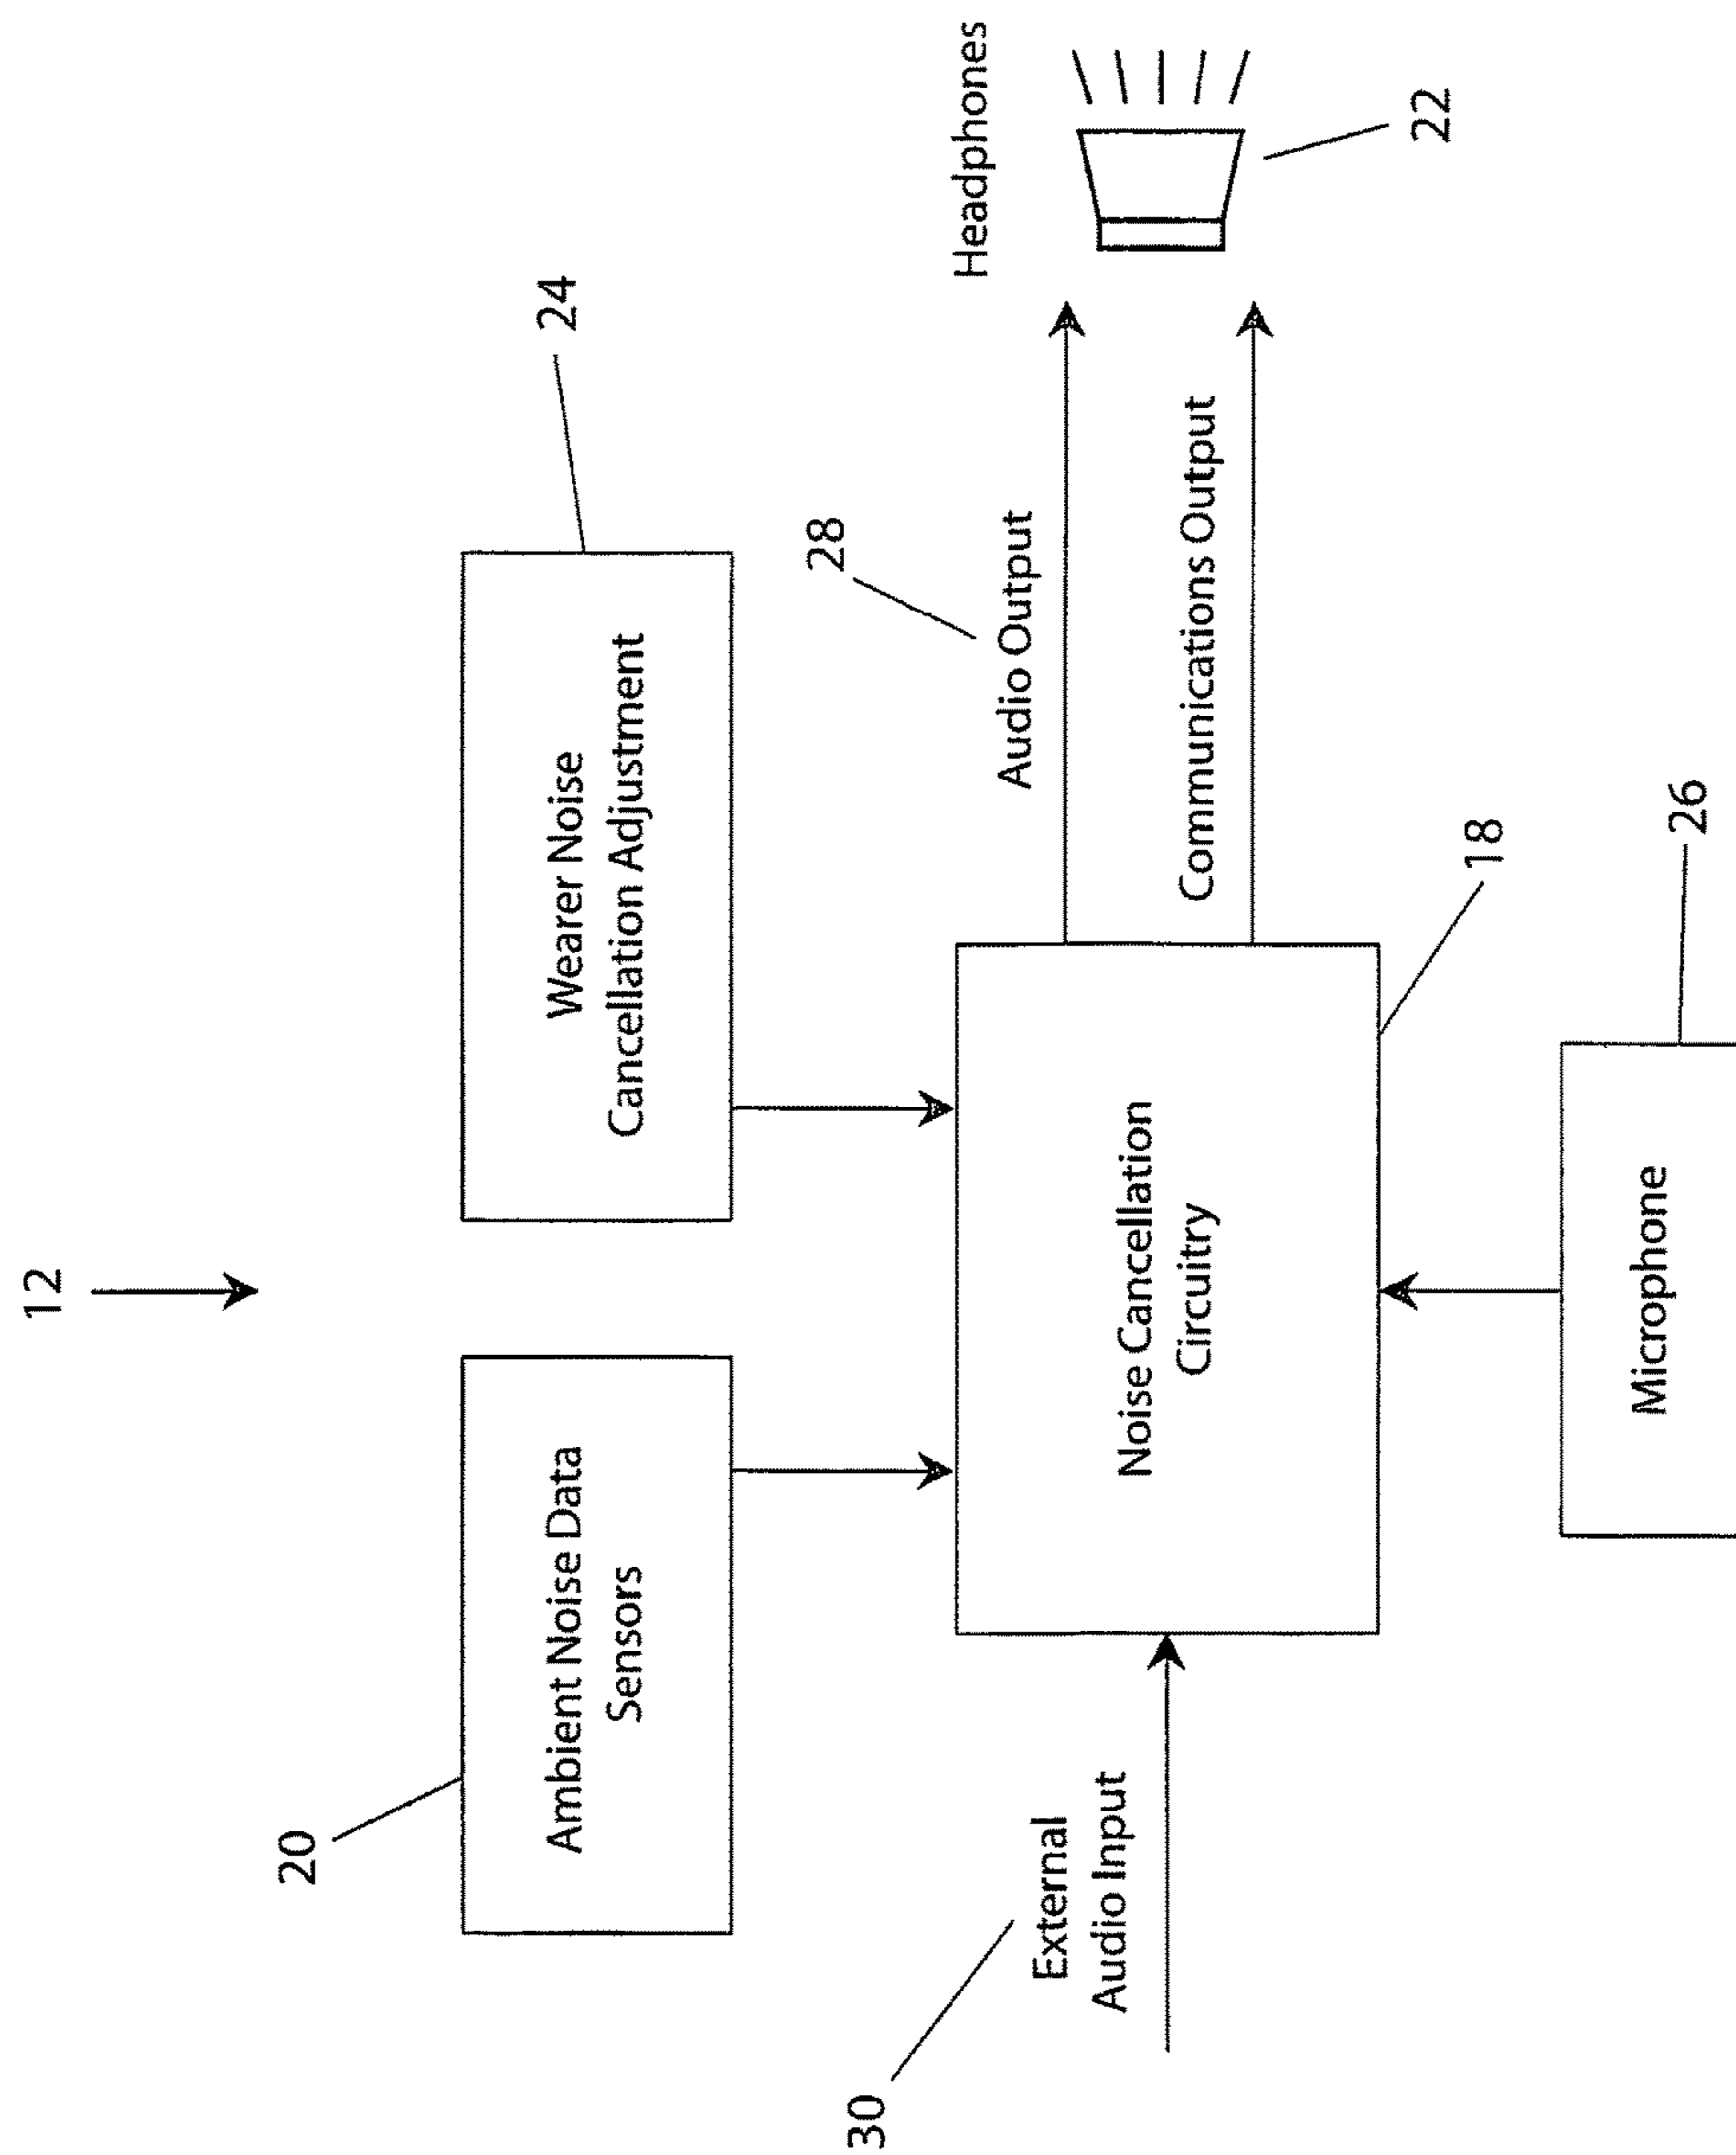 12
20
Ambient Noise Data
Sensors
24
Wearer Noise
Cancellation Adjustment
30
External
Audio Input
Noise Cancellation
Circuitry
28
Audio Output
Communications Output
Headphones
22
18
Microphone
26